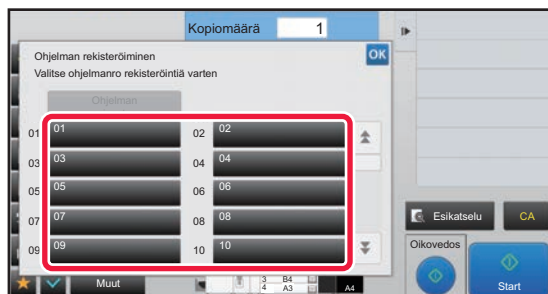 Kopiomäärä 1
OK
Ohjelman rekisteröiminen
Valitse ohjelmanro rekisteröintiä varten
Ohjelman
01 01 02 02
03 03 04 04
05 05 06 06
07 07 08 08
09 09 10 10
Esikatselu CA
Oikovedos
Start
Muut
3 B4
4 A3
A4